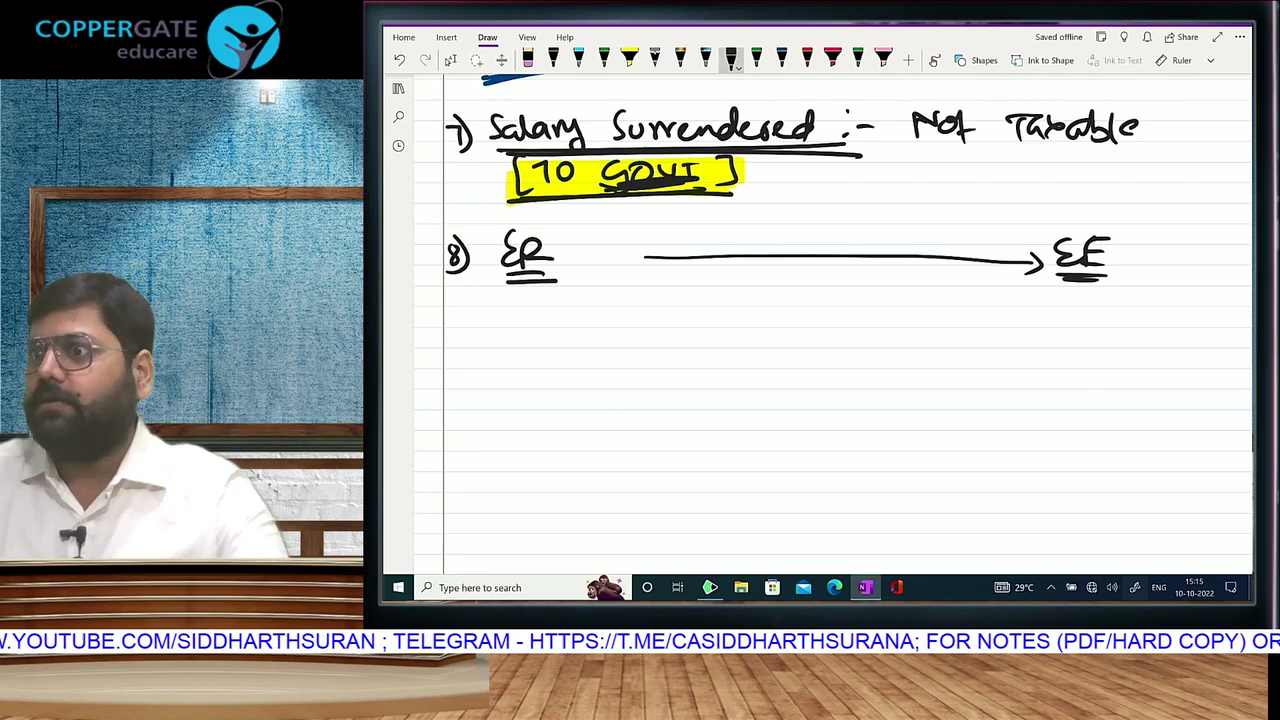 COPPERGATE
educare
Home Insert Draw View Help
Saved offline
Share
Shapes
Ink to Shape
Ink to Text
Ruler
7) Salary Surrendered :- Not Taxable
[TO GOVT]
8) ER → EE
Type here to search
29°C
ENG
15:15
10-10-2022
W.YOUTUBE.COM/SIDDHARTHSURAN ; TELEGRAM - HTTPS://T.ME/CASIDDHARTHSURANA; FOR NOTES (PDF/HARD COPY) OR